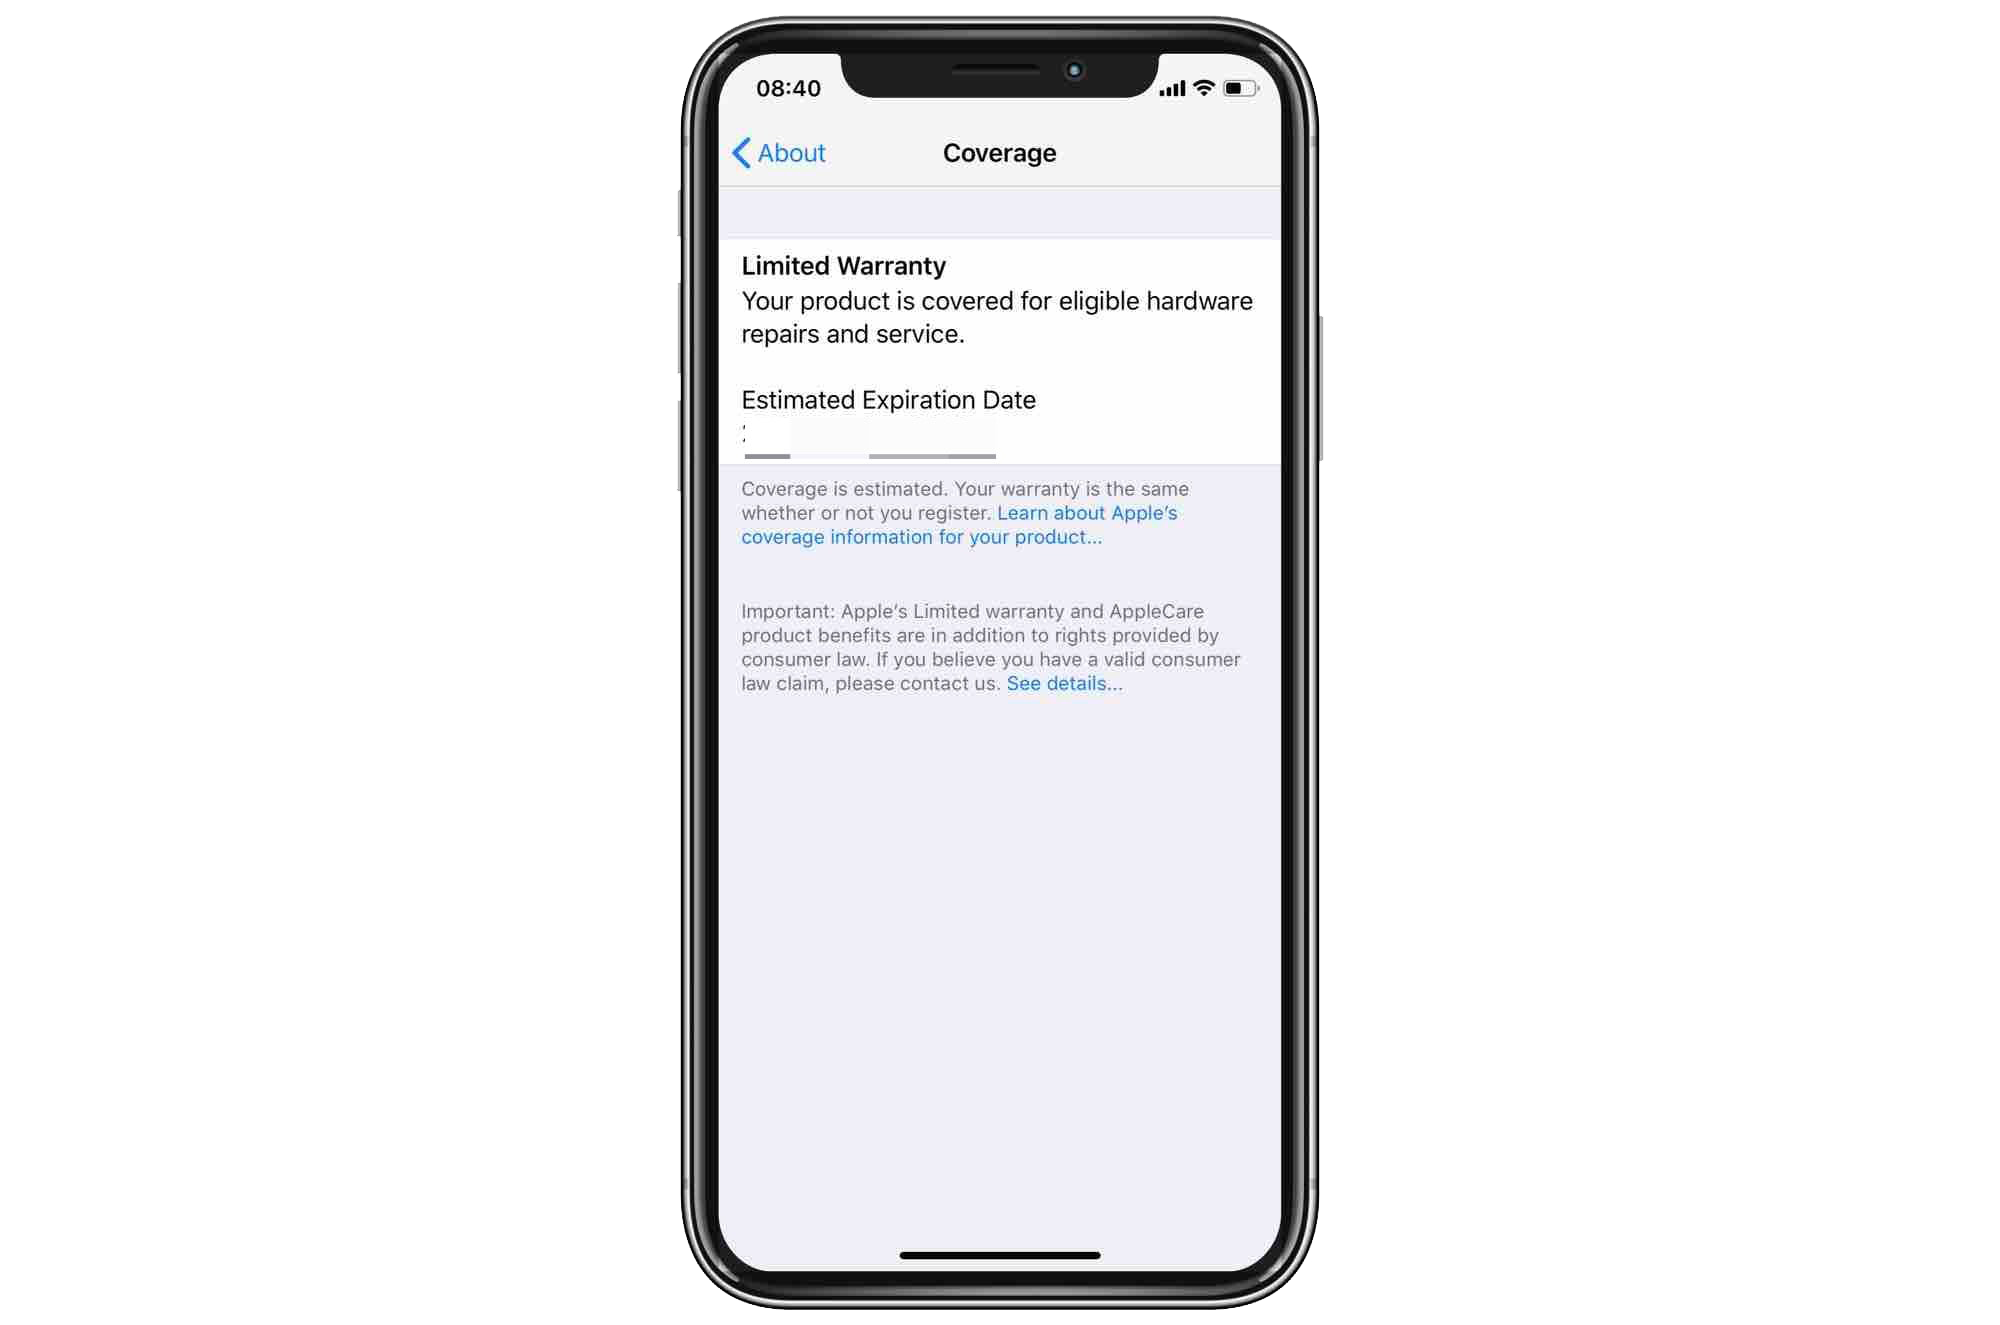 08:40
About
Coverage
Limited Warranty
Your product is covered for eligible hardware
repairs and service.
Estimated Expiration Date
Coverage is estimated. Your warranty is the same
whether or not you register. Learn about Apple’s
coverage information for your product...
Important: Apple’s Limited warranty and AppleCare
product benefits are in addition to rights provided by
consumer law. If you believe you have a valid consumer
law claim, please contact us. See details...